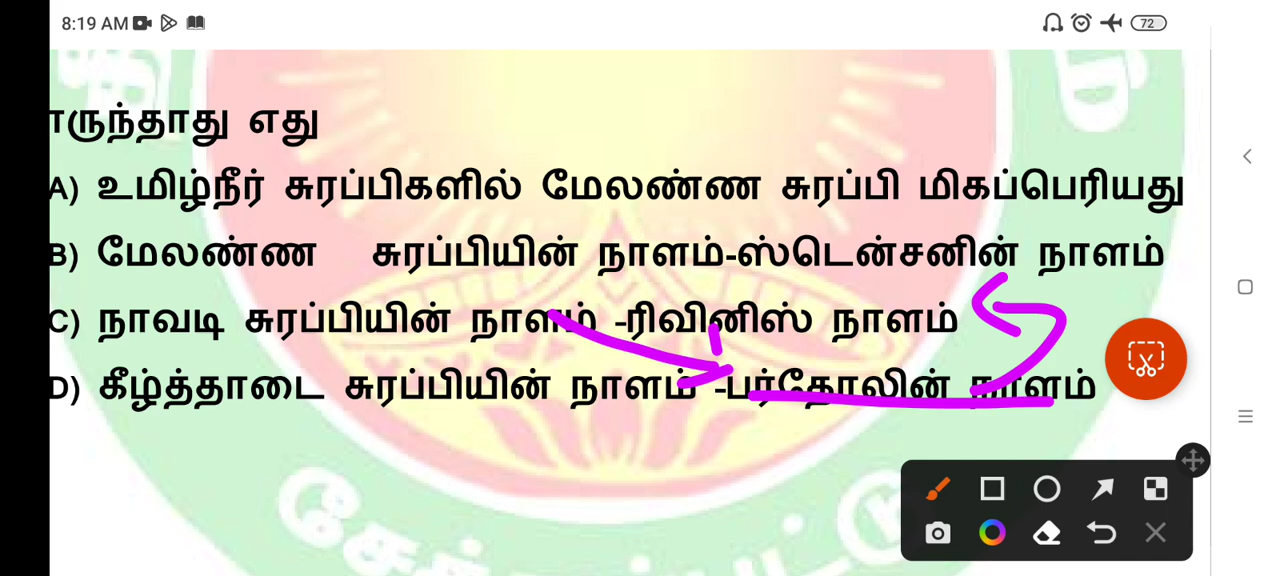 8:19 AM
72
ாருந்தாது எது
A) உமிழ்நீர் சுரப்பிகளில் மேலண்ண சுரப்பி மிகப்பெரியது
B) மேலண்ண சுரப்பியின் நாளம்-ஸ்டென்சனின் நாளம்
C) நாவடி சுரப்பியின் நாளம் -ரிவினிஸ் நாளம்
D) கீழ்த்தாடை சுரப்பியின் நாளம் -பர்தோலின் நாளம்